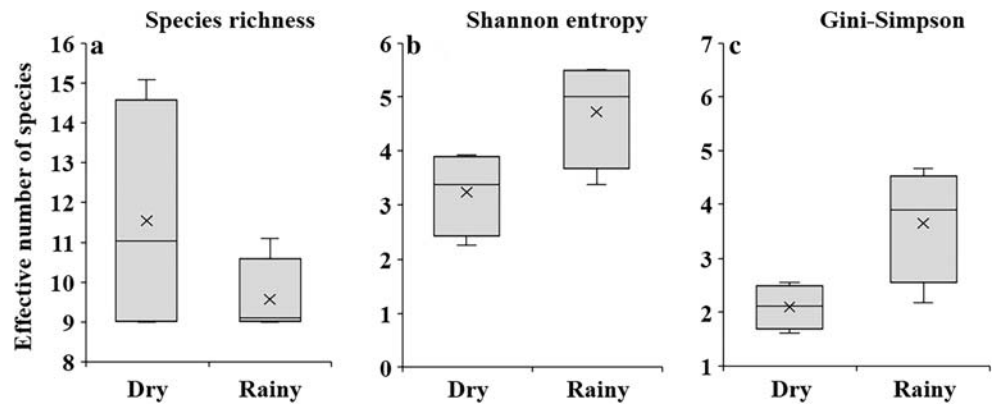 Species richness
Shannon entropy
Gini-Simpson
Effective number of species
a
16
15
14
13
12
11
10
9
8
Dry Rainy
b
6
5
4
3
2
1
0
Dry Rainy
c
7
6
5
4
3
2
1
Dry Rainy